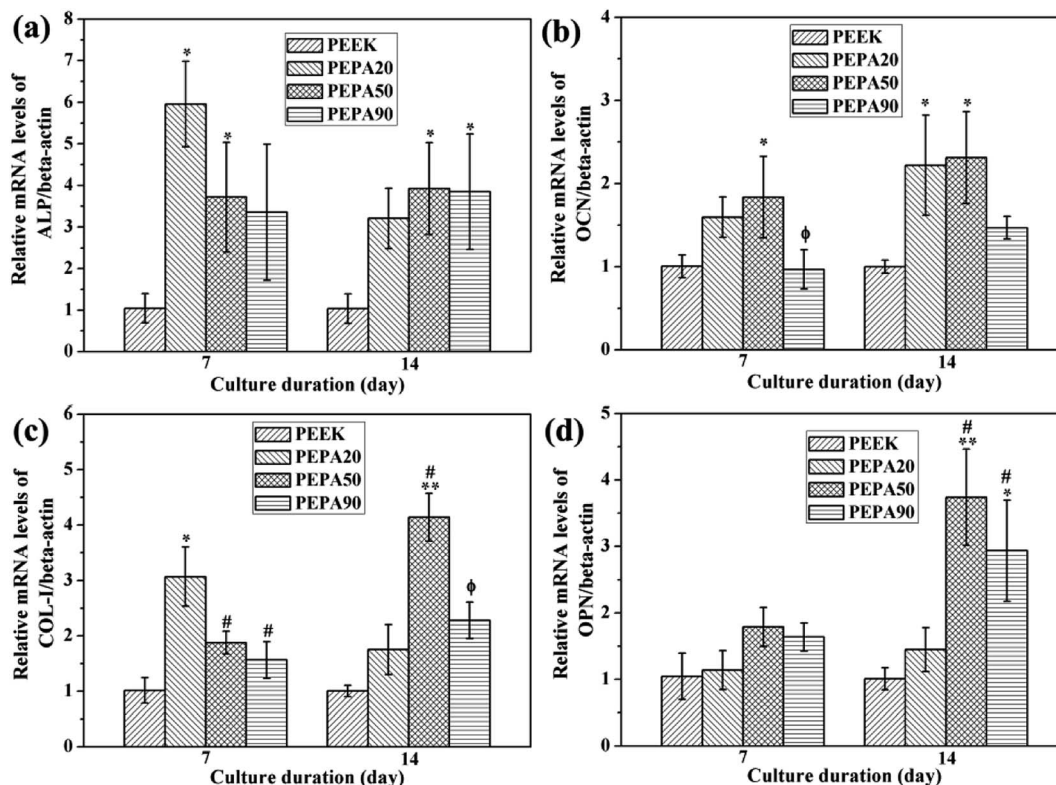 (a)
Relative mRNA levels of
ALP/beta-actin
8
7
6
5
4
3
2
1
0
PEEK
PEPA20
PEPA50
PEPA90
*
*
*
*
7
14
Culture duration (day)
(b)
Relative mRNA levels of
OCN/beta-actin
4
3
2
1
0
PEEK
PEPA20
PEPA50
PEPA90
*
ϕ
*
*
7
14
Culture duration (day)
(c)
Relative mRNA levels of
COL-I/beta-actin
6
5
4
3
2
1
0
PEEK
PEPA20
PEPA50
PEPA90
*
#
#
#
**
ϕ
7
14
Culture duration (day)
(d)
Relative mRNA levels of
OPN/beta-actin
5
4
3
2
1
0
PEEK
PEPA20
PEPA50
PEPA90
#
**
#
*
7
14
Culture duration (day)